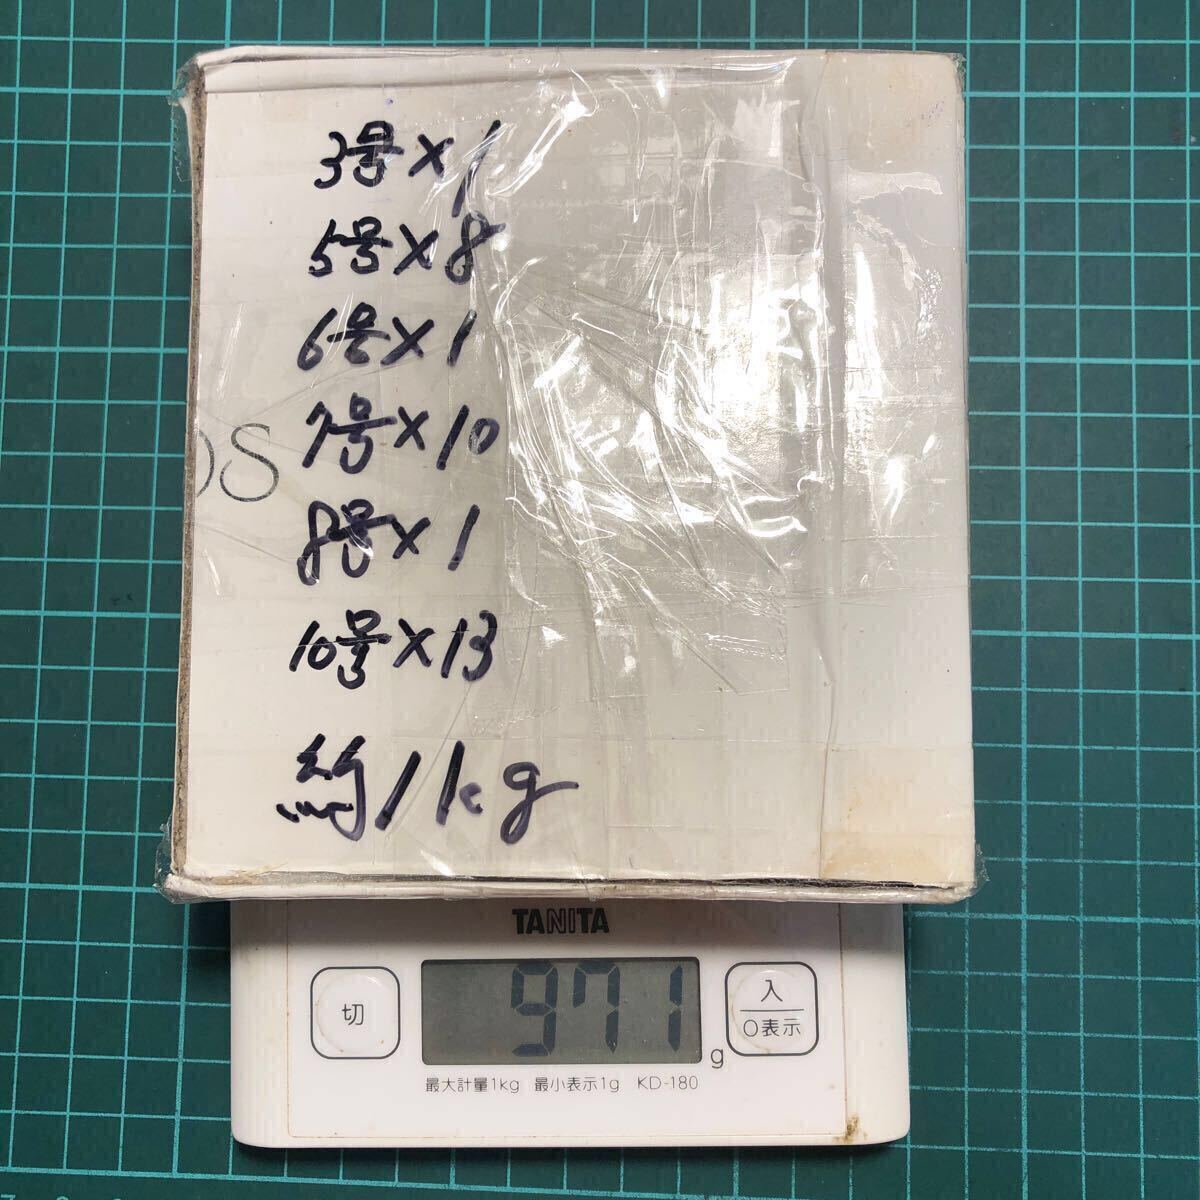 3号×1
5号×8
6号×1
7号×10
OS
8号×1
10号×13
約1kg
TANITA
切
971
g
入
0表示
最大計量1kg 最小表示1g KD-180